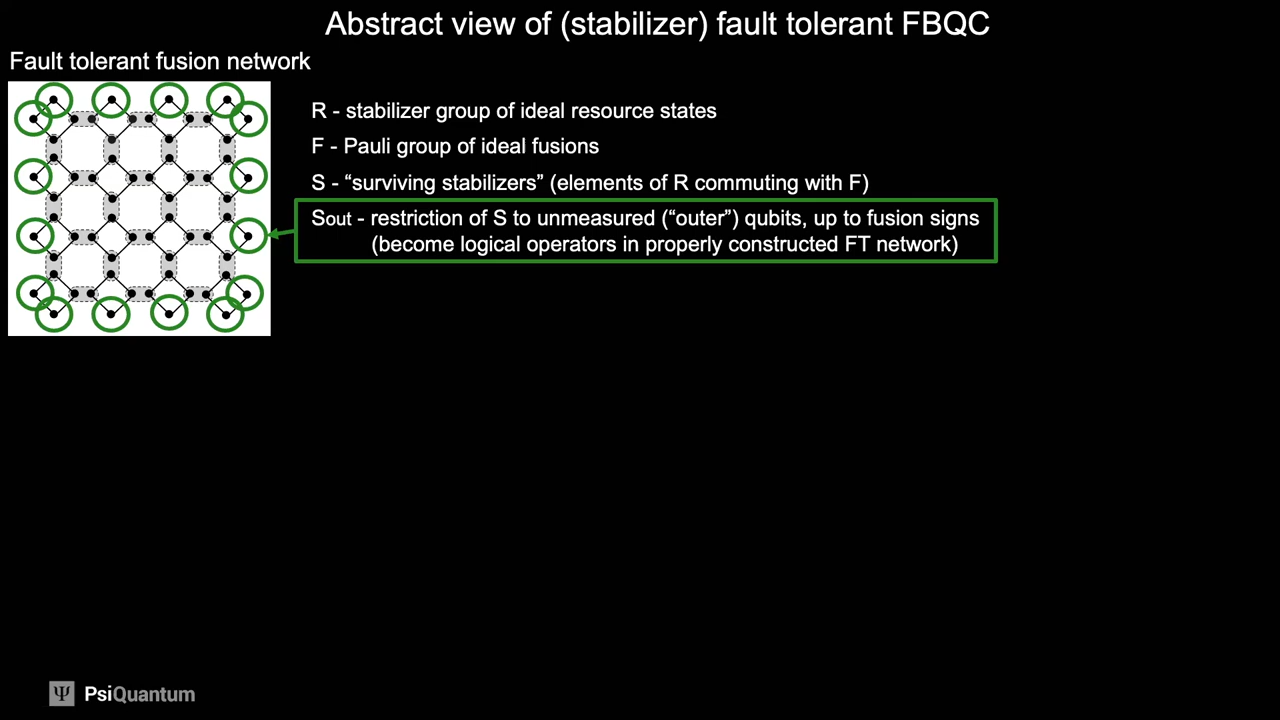 Abstract view of (stabilizer) fault tolerant FBQC
Fault tolerant fusion network
R - stabilizer group of ideal resource states
F - Pauli group of ideal fusions
S - “surviving stabilizers” (elements of R commuting with F)
Sout - restriction of S to unmeasured (“outer”) qubits, up to fusion signs
(become logical operators in properly constructed FT network)
Ψ PsiQuantum